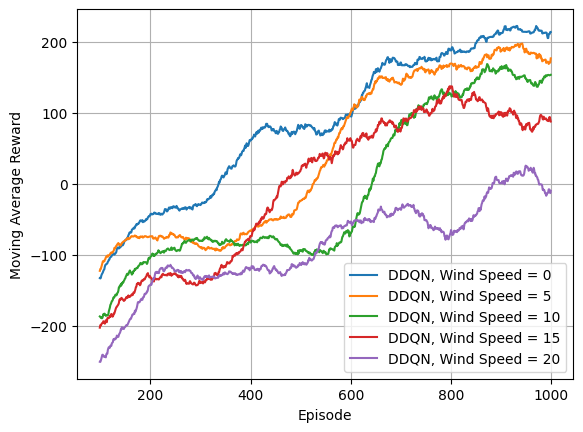 200
100
0
−100
−200
Moving Average Reward
DDQN, Wind Speed = 0
DDQN, Wind Speed = 5
DDQN, Wind Speed = 10
DDQN, Wind Speed = 15
DDQN, Wind Speed = 20
200 400 600 800 1000
Episode